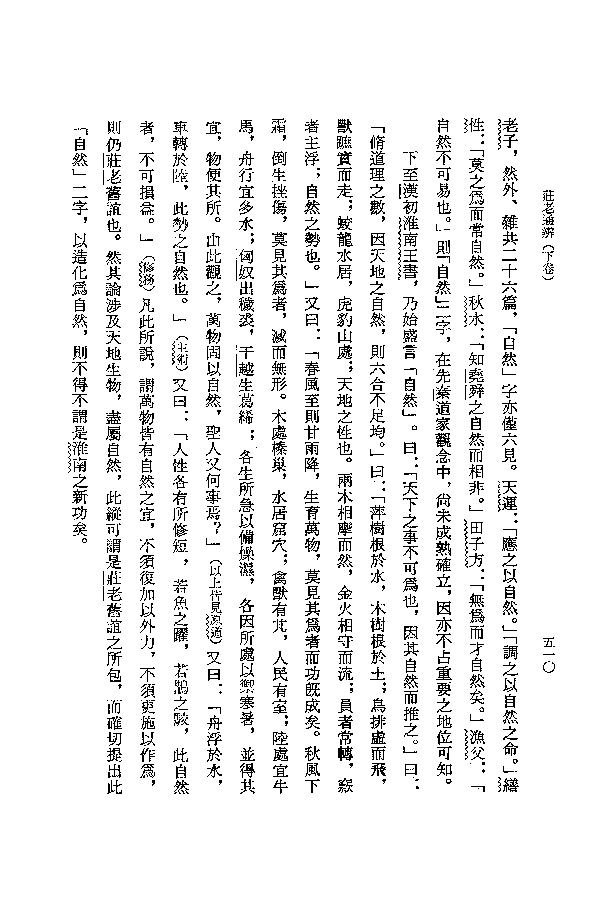 莊老通辨（下卷）
五一〇
老子，然外、雜共二十六篇，「自然」字亦僅六見。天運：「應之以自然。」「調之以自然之命。」繕
性：「莫之爲而常自然。」秋水：「知堯舜之自然而相非。」田子方：「無爲而才自然矣。」漁父：「
自然不可易也。」則「自然」二字，在先秦道家觀念中，尚未成熟確立，因亦不占重要之地位可知。
下至漢初淮南王書，乃始盛言「自然」。曰：「天下之事不可爲也，因其自然而推之。」曰：
「脩道理之數，因天地之自然，則六合不足均。」曰：「萍樹根於水，木樹根於土；鳥排虛而飛，
獸蹠實而走；蛟龍水居，虎豹山處；天地之性也。兩木相摩而然，金火相守而流；員者常轉，窾
者主浮；自然之勢也。」又曰：「春風至則甘雨降，生育萬物，莫見其爲者而功既成矣。秋風下
霜，倒生挫傷，莫見其爲者，滅而無形。木處榛巢，水居窟穴；禽獸有芃，人民有室；陸處宜牛
馬，舟行宜多水；匈奴出穢裘，干越生葛絺；各生所急以備燥濕，各因所處以禦寒暑，並得其
宜，物便其所。由此觀之，萬物固以自然，聖人又何事焉？」（以上皆見原道）又曰：「舟浮於水，
車轉於陸，此勢之自然也。」（主術）又曰：「人性各有所修短，若魚之躍，若鵲之駮，此自然
者，不可損益。」（脩務）凡此所說，謂萬物皆有自然之宜，不須復加以外力，不須更施以作爲，
則仍莊老舊誼也。然其論涉及天地生物，盡屬自然，此縱可謂是莊老舊誼之所包，而確切提出此
「自然」二字，以造化爲自然，則不得不謂是淮南之新功矣。